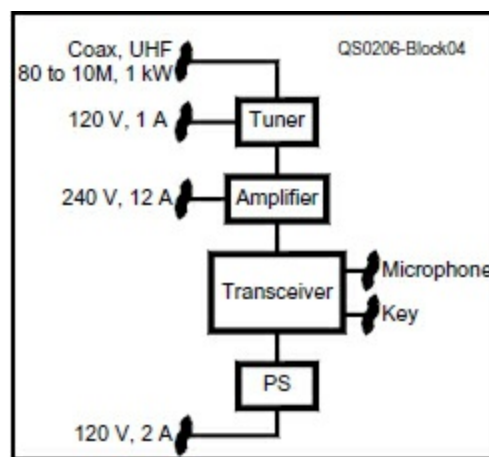 Coax, UHF
80 to 10M, 1 kW
QS0206-Block04
120 V, 1 A
Tuner
240 V, 12 A
Amplifier
Transceiver
Microphone
Key
PS
120 V, 2 A